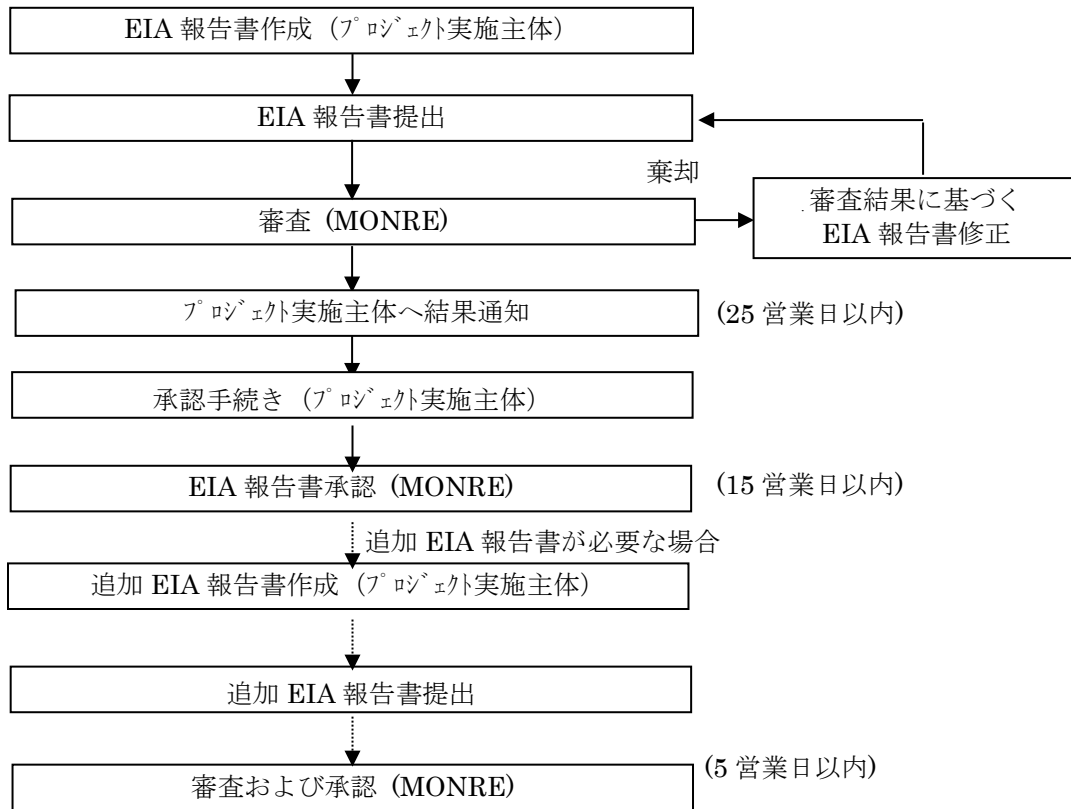 EIA 報告書作成 (ﾌﾟﾛｼﾞｪｸﾄ実施主体)
EIA 報告書提出
棄却
審査結果に基づく
EIA 報告書修正
審査 (MONRE)
ﾌﾟﾛｼﾞｪｸﾄ実施主体へ結果通知
(25 営業日以内)
承認手続き (ﾌﾟﾛｼﾞｪｸﾄ実施主体)
EIA 報告書承認 (MONRE)
(15 営業日以内)
追加 EIA 報告書が必要な場合
追加 EIA 報告書作成 (ﾌﾟﾛｼﾞｪｸﾄ実施主体)
追加 EIA 報告書提出
(5 営業日以内)
審査および承認 (MONRE)